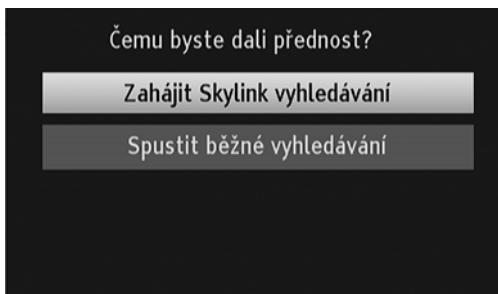 Čemu byste dali přednost?
Zahájit Skylink vyhledávání
Spustit běžné vyhledávání